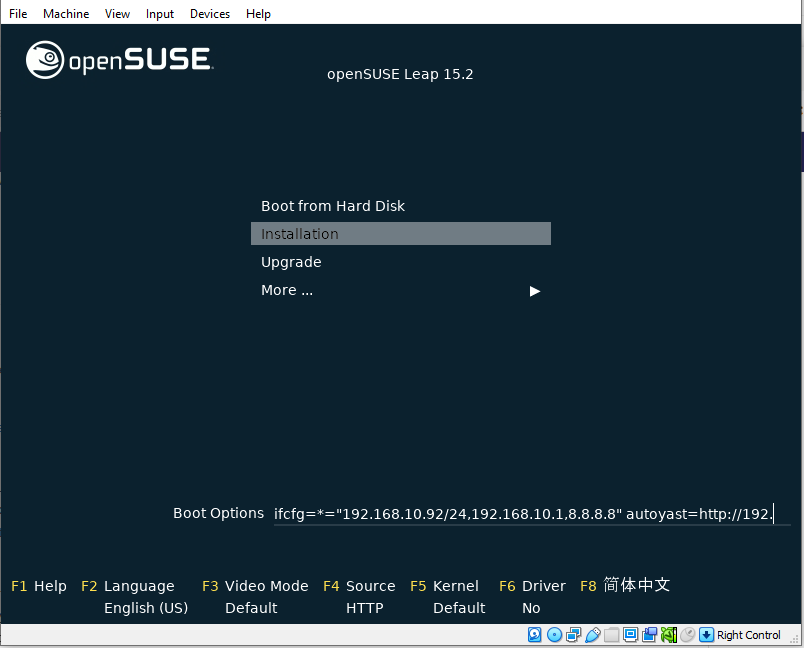 File Machine View Input Devices Help
openSUSE.
openSUSE Leap 15.2
Boot from Hard Disk
Installation
Upgrade
More ...
Boot Options ifcfg=*="192.168.10.92/24,192.168.10.1,8.8.8.8" autoyast=http://192.
F1 Help F2 Language F3 Video Mode F4 Source F5 Kernel F6 Driver F8 简体中文
English (US) Default HTTP Default No
Right Control